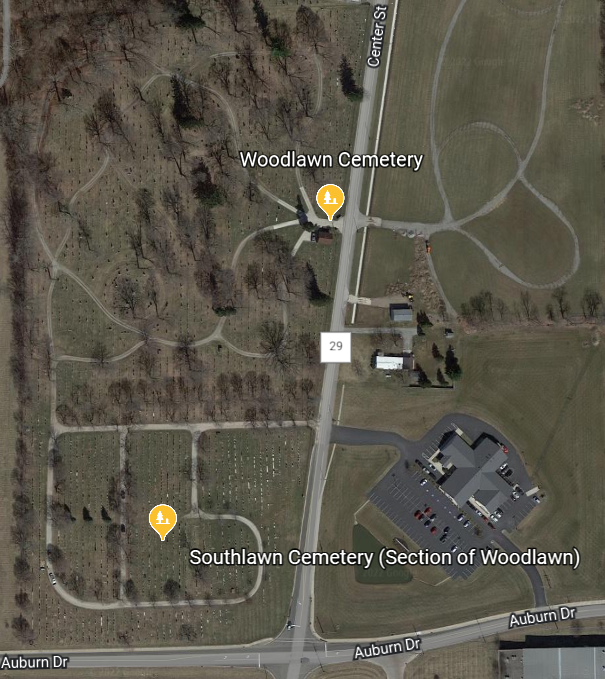 Center St
Woodlawn Cemetery
29
Southlawn Cemetery (Section of Woodlawn)
Auburn Dr
Auburn Dr
Auburn Dr